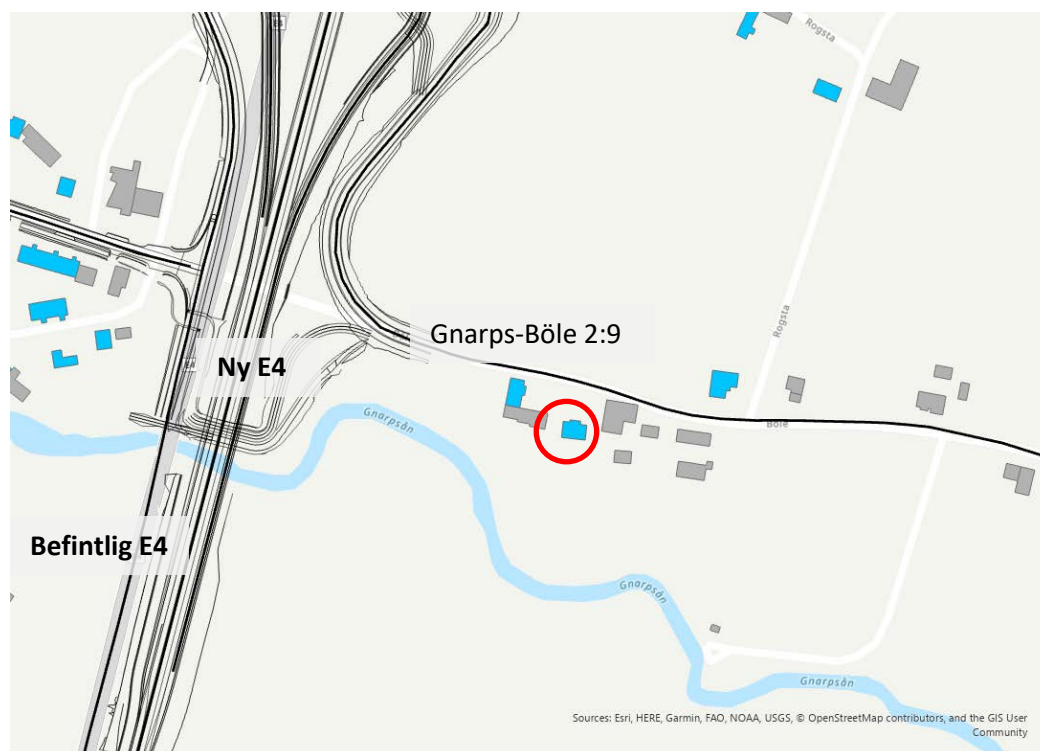 Rogsta
Gnarps-Böle 2:9
Rogsta
Ny E4
E4
Gnarpsån
Böle
Befintlig E4
Gnarpsån
Gnarpsån
Sources: Esri, HERE, Garmin, FAO, NOAA, USGS, © OpenStreetMap contributors, and the GIS User
Community